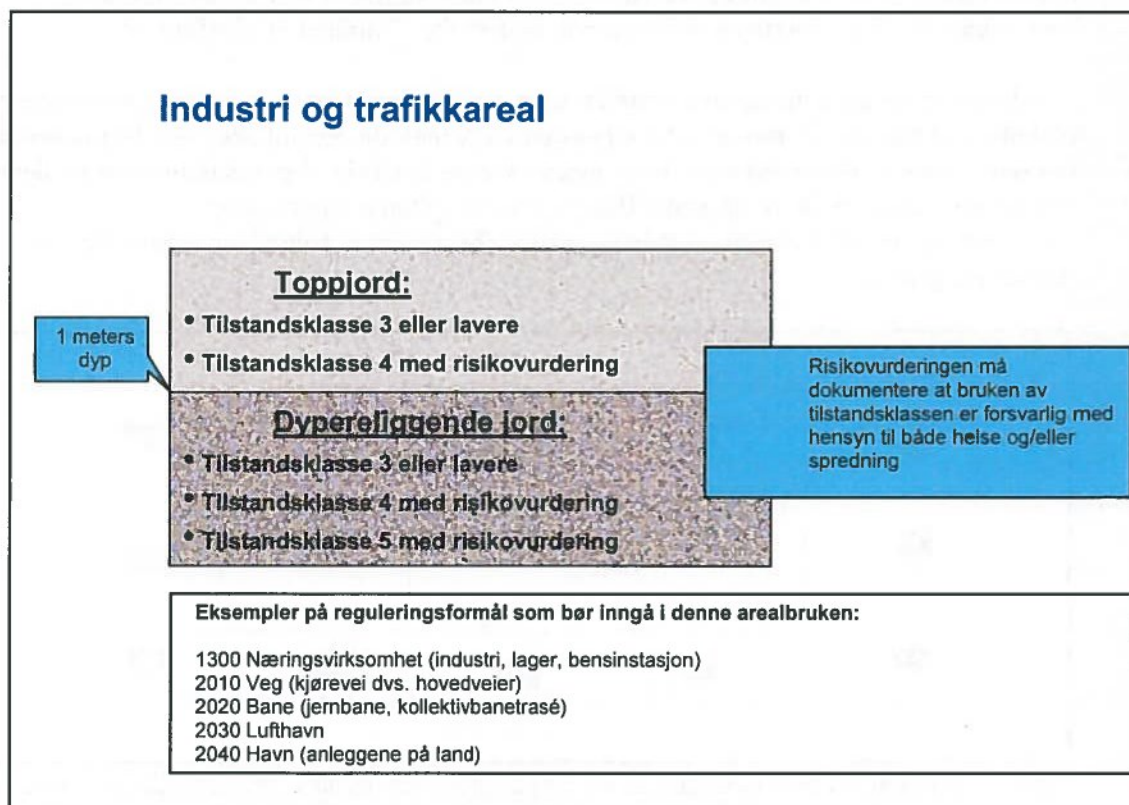 Industri og trafikkareal
Toppjord:
• Tilstandsklasse 3 eller lavere
• Tilstandsklasse 4 med risikovurdering
1 meters
dyp
Dypereliggende jord:
• Tilstandsklasse 3 eller lavere
• Tilstandsklasse 4 med risikovurdering
• Tilstandsklasse 5 med risikovurdering
Risikovurderingen må
dokumentere at bruken av
tilstandsklassen er forsvarlig med
hensyn til både helse og/eller
spredning
Eksempler på reguleringsformål som bør inngå i denne arealbruken:
1300 Næringsvirksomhet (industri, lager, bensinstasjon)
2010 Veg (kjørevei dvs. hovedveier)
2020 Bane (jernbane, kollektivbanetrasé)
2030 Lufthavn
2040 Havn (anleggene på land)